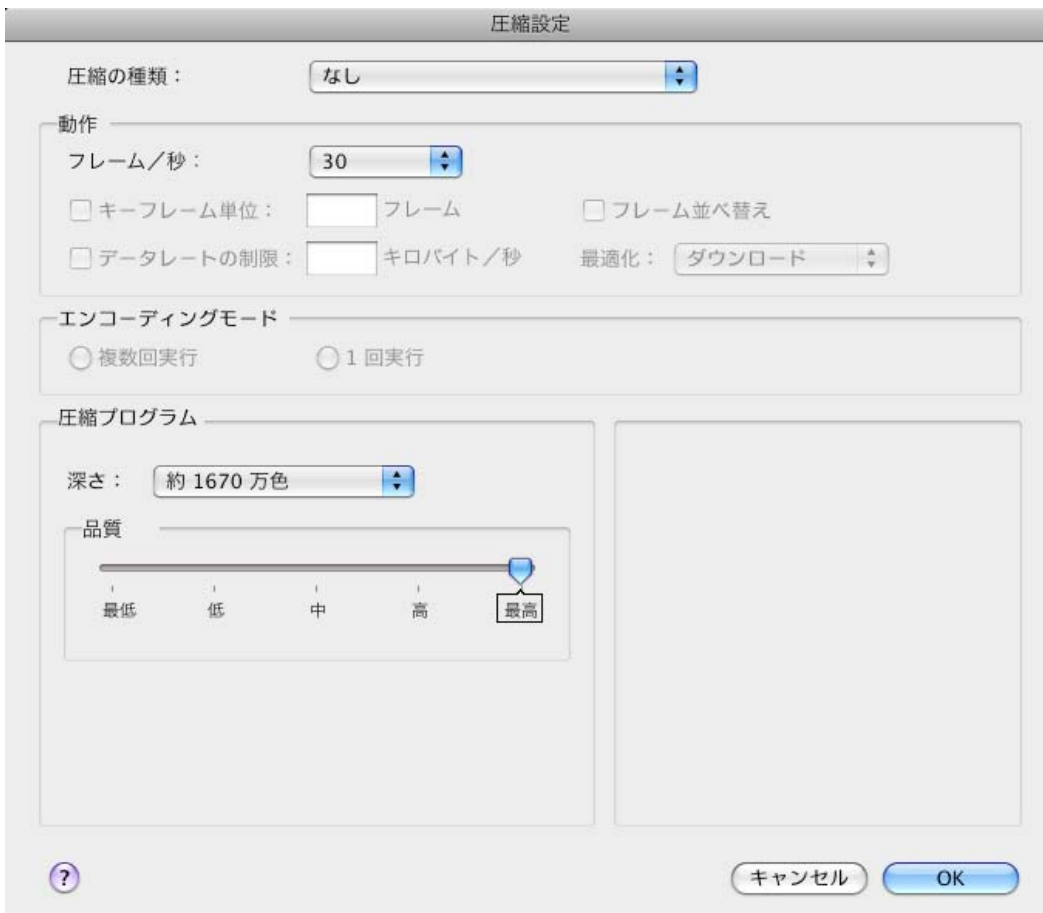 圧縮設定
圧縮の種類： なし
動作
フレーム／秒： 30
キーフレーム単位： フレーム フレーム並べ替え
データレートの制限： キロバイト／秒 最適化： ダウンロード
エンコーディングモード
複数回実行 1 回実行
圧縮プログラム
深さ： 約 1670 万色
品質
最低 低 中 高 最高
? キャンセル OK